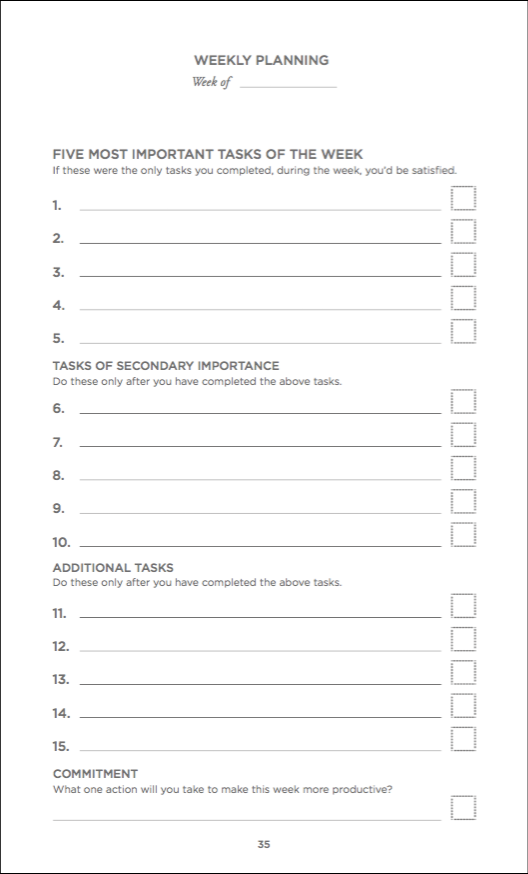 WEEKLY PLANNING
Week of
FIVE MOST IMPORTANT TASKS OF THE WEEK
If these were the only tasks you completed, during the week, you'd be satisfied.
1.
2.
3.
4.
5.
TASKS OF SECONDARY IMPORTANCE
Do these only after you have completed the above tasks.
6.
7.
8.
9.
10.
ADDITIONAL TASKS
Do these only after you have completed the above tasks.
11.
12.
13.
14.
15.
COMMITMENT
What one action will you take to make this week more productive?
35